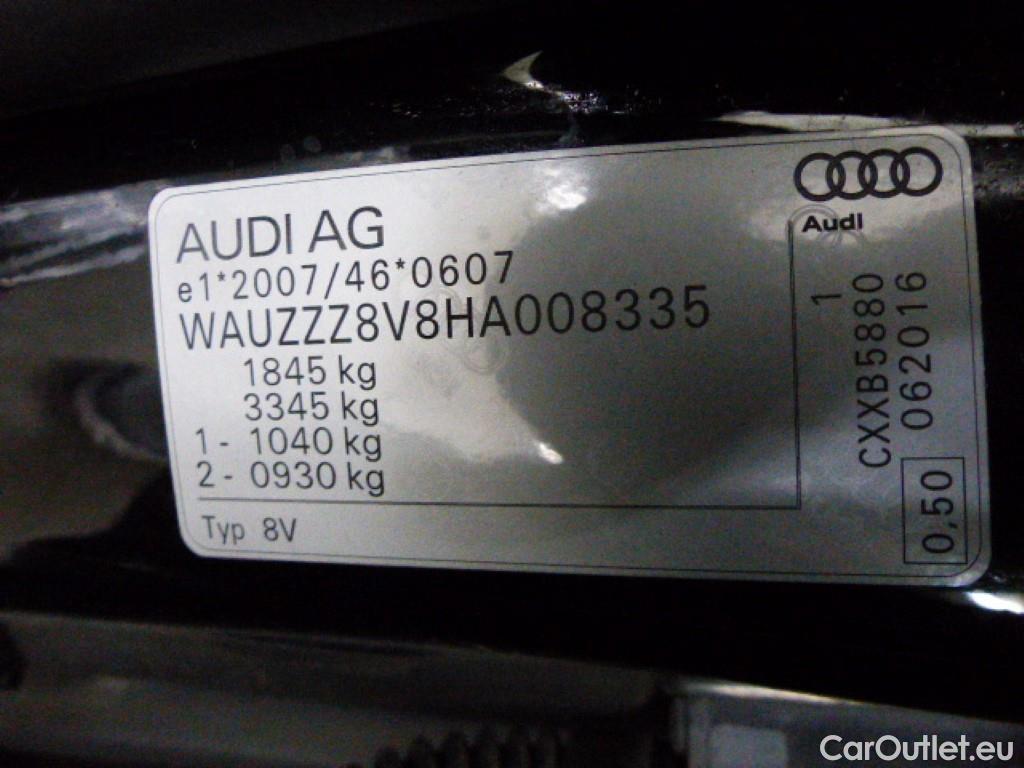 AUDI AG
e1*2007/46*0607
WAUZZZ8V8HA008335
1845 kg
3345 kg
1 - 1040 kg
2 - 0930 kg
Typ 8V
Audi
1
CXXB5880
062016
0,50
CarOutlet.eu